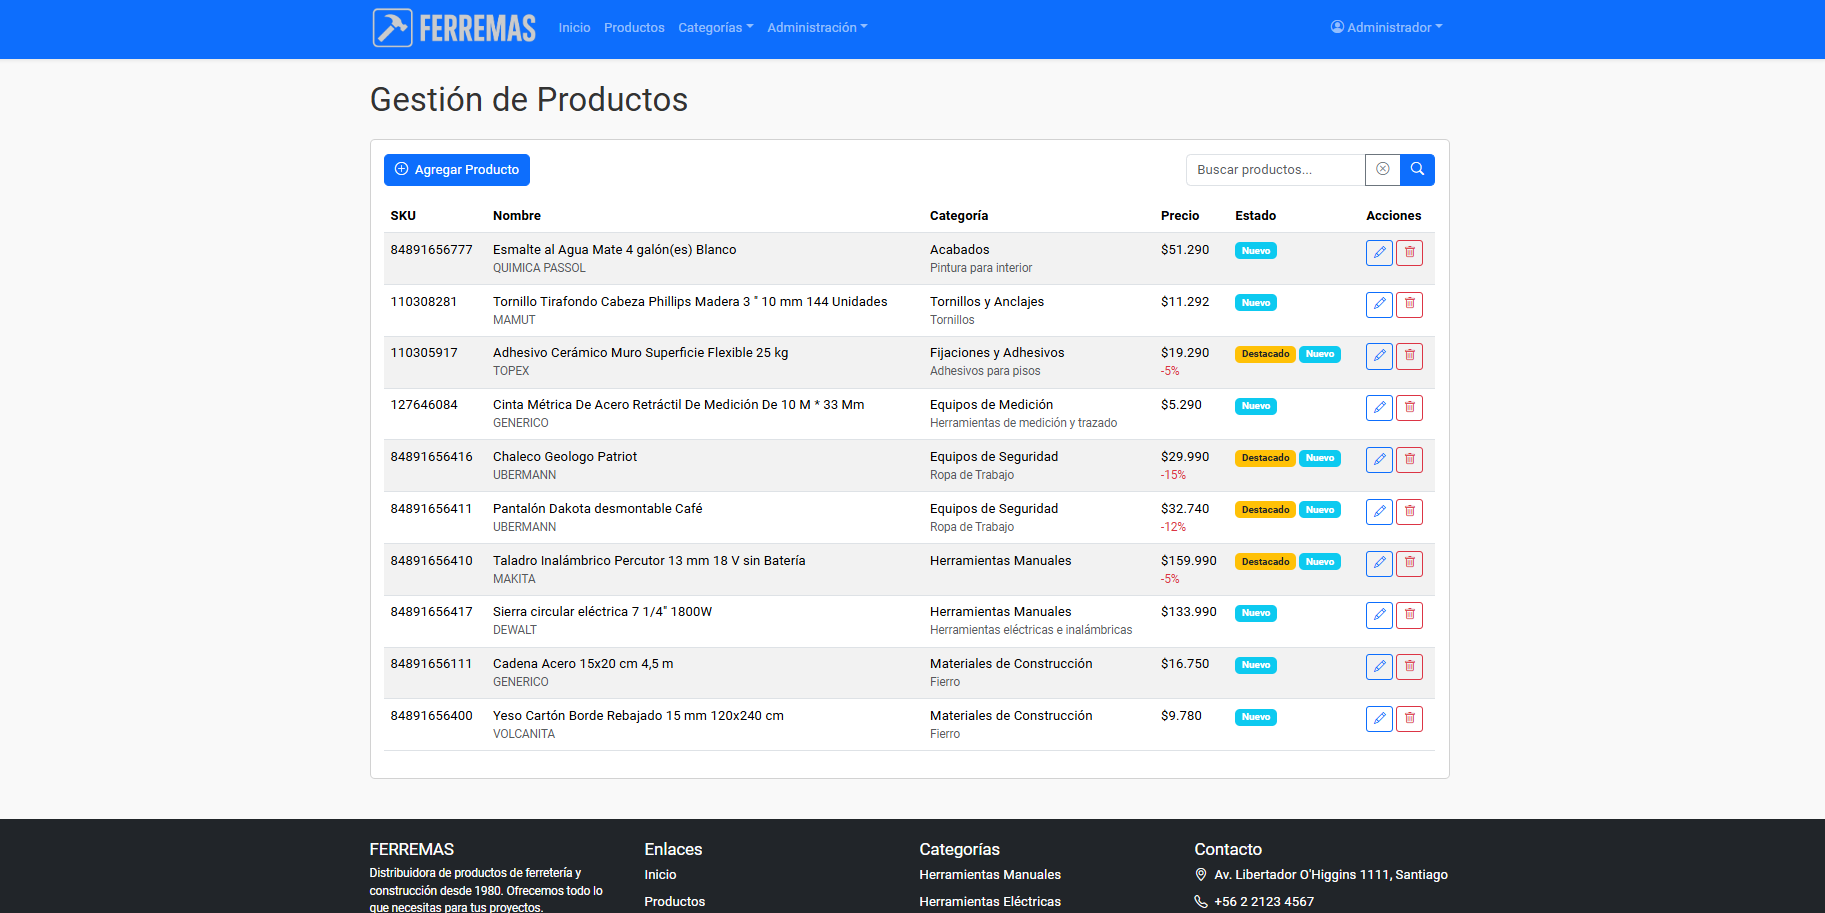 FERREMAS Inicio Productos Categorías Administración Administrador
Gestión de Productos
Agregar Producto Buscar productos...
SKU Nombre Categoría Precio Estado Acciones
84891656777 Esmalte al Agua Mate 4 galón(es) Blanco Acabados $51.290 Nuevo
QUIMICA PASSOL Pintura para interior
110308281 Tornillo Tirafondo Cabeza Phillips Madera 3 " 10 mm 144 Unidades Tornillos y Anclajes $11.292 Nuevo
MAMUT Tornillos
110305917 Adhesivo Cerámico Muro Superficie Flexible 25 kg Fijaciones y Adhesivos $19.290 Destacado Nuevo
TOPEX Adhesivos para pisos -5%
127646084 Cinta Métrica De Acero Retráctil De Medición De 10 M * 33 Mm Equipos de Medición $5.290 Nuevo
GENERICO Herramientas de medición y trazado
84891656416 Chaleco Geologo Patriot Equipos de Seguridad $29.990 Destacado Nuevo
UBERMANN Ropa de Trabajo -15%
84891656411 Pantalón Dakota desmontable Café Equipos de Seguridad $32.740 Destacado Nuevo
UBERMANN Ropa de Trabajo -12%
84891656410 Taladro Inalámbrico Percutor 13 mm 18 V sin Batería Herramientas Manuales $159.990 Destacado Nuevo
MAKITA -5%
84891656417 Sierra circular eléctrica 7 1/4" 1800W Herramientas Manuales $133.990 Nuevo
DEWALT Herramientas eléctricas e inalámbricas
84891656111 Cadena Acero 15x20 cm 4,5 m Materiales de Construcción $16.750 Nuevo
GENERICO Fierro
84891656400 Yeso Cartón Borde Rebajado 15 mm 120x240 cm Materiales de Construcción $9.780 Nuevo
VOLCANITA Fierro
FERREMAS Enlaces Categorías Contacto
Distribuidora de productos de ferretería y Inicio Herramientas Manuales Av. Libertador O'Higgins 1111, Santiago
construcción desde 1980. Ofrecemos todo lo
que necesitas para tus proyectos. Productos Herramientas Eléctricas +56 2 2123 4567